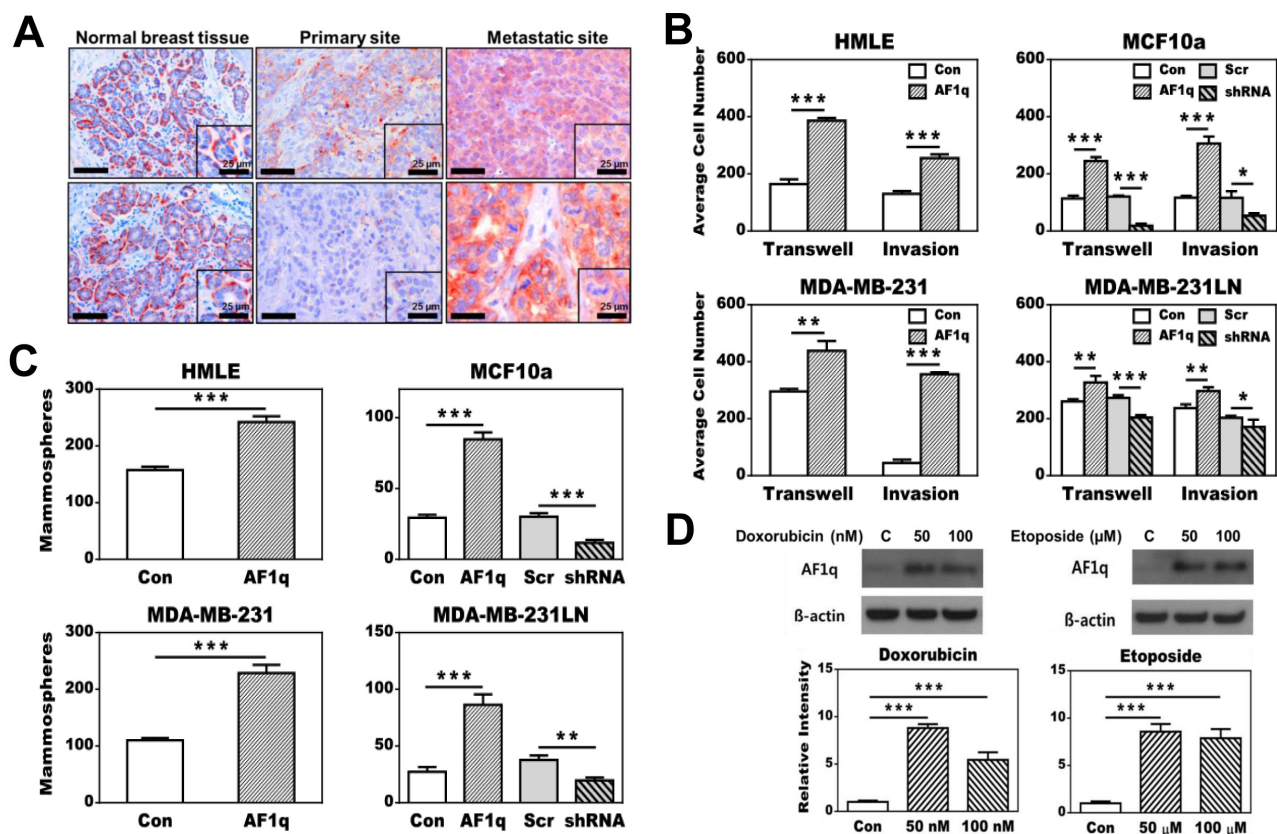 A
Normal breast tissue Primary site Metastatic site
25 µm 25 µm 25 µm
25 µm 25 µm 25 µm
B
HMLE
Average Cell Number
600
400
200
0
Con
AF1q
***
***
Transwell Invasion
MCF10a
600
400
200
0
Con Scr
AF1q shRNA
***
***
***
*
Transwell Invasion
MDA-MB-231
Average Cell Number
600
400
200
0
Con
AF1q
**
***
Transwell Invasion
MDA-MB-231LN
600
400
200
0
Con Scr
AF1q shRNA
**
***
**
*
Transwell Invasion
C
HMLE
Mammospheres
300
200
100
0
***
Con AF1q
MCF10a
100
50
0
***
***
Con AF1q Scr shRNA
MDA-MB-231
Mammospheres
300
200
100
0
***
Con AF1q
MDA-MB-231LN
150
100
50
0
***
**
Con AF1q Scr shRNA
D
Doxorubicin (nM) C 50 100
AF1q
ß-actin
Etoposide (µM) C 50 100
AF1q
ß-actin
Doxorubicin
Relative Intensity
15
10
5
0
***
***
Con 50 nM 100 nM
Etoposide
15
10
5
0
***
***
Con 50 µM 100 µM